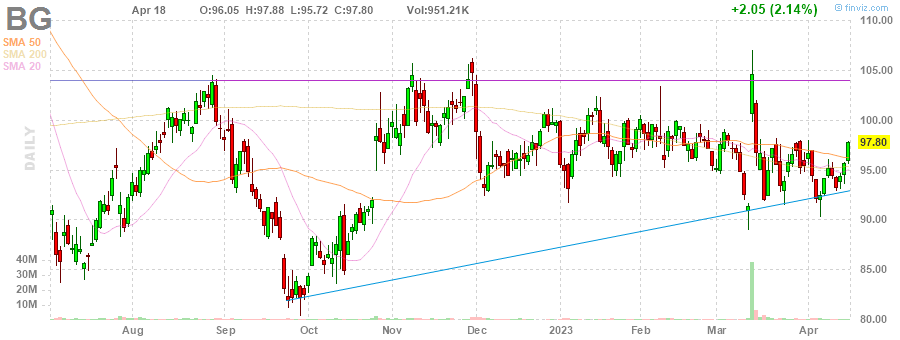 BG
Apr 18 O:96.05 H:97.88 L:95.72 C:97.80 Vol:951.21K +2.05 (2.14%)
© finviz.com
SMA 50
SMA 200
SMA 20
DAILY
110.00
105.00
100.00
97.80
95.00
90.00
85.00
80.00
40M
30M
20M
10M
Aug Sep Oct Nov Dec 2023 Feb Mar Apr